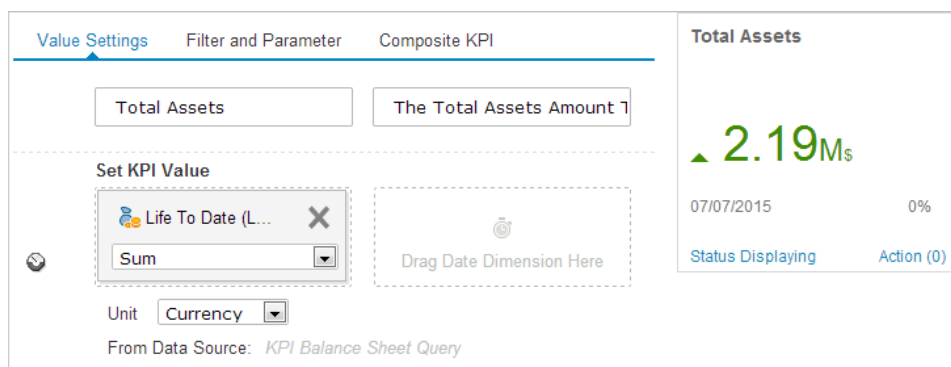 Value Settings Filter and Parameter Composite KPI
Total Assets The Total Assets Amount T
Set KPI Value
Life To Date (L...
Sum
Drag Date Dimension Here
Unit Currency
From Data Source: KPI Balance Sheet Query
Total Assets
2.19M$
07/07/2015 0%
Status Displaying Action (0)